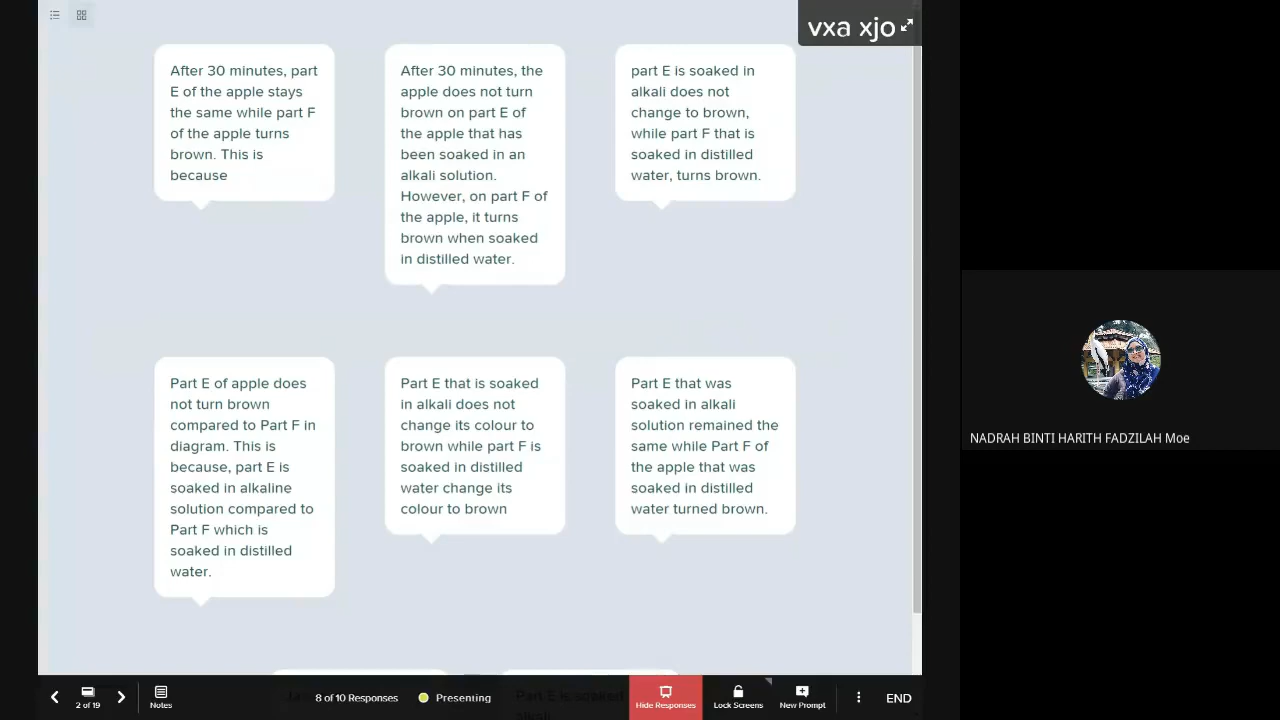 vxa xjo
After 30 minutes, part
E of the apple stays
the same while part F
of the apple turns
brown. This is
because
After 30 minutes, the
apple does not turn
brown on part E of
the apple that has
been soaked in an
alkali solution.
However, on part F of
the apple, it turns
brown when soaked
in distilled water.
part E is soaked in
alkali does not
change to brown,
while part F that is
soaked in distilled
water, turns brown.
Part E of apple does
not turn brown
compared to Part F in
diagram. This is
because, part E is
soaked in alkaline
solution compared to
Part F which is
soaked in distilled
water.
Part E that is soaked
in alkali does not
change its colour to
brown while part F is
soaked in distilled
water change its
colour to brown
Part E that was
soaked in alkali
solution remained the
same while Part F of
the apple that was
soaked in distilled
water turned brown.
NADRAH BINTI HARITH FADZILAH Moe
Part E is
2 of 19
Notes
8 of 10 Responses
Presenting
Hide Responses
Lock Screens
New Prompt
END